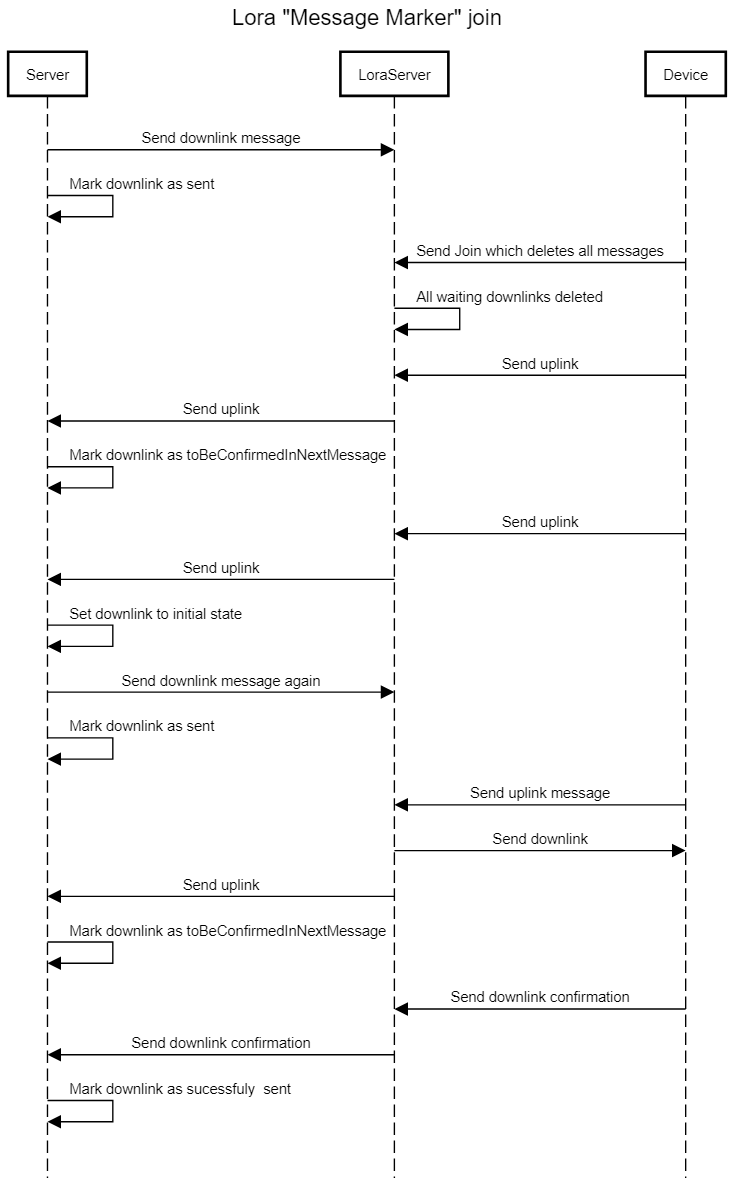 Lora "Message Marker" join
Server
LoraServer
Device
Send downlink message
Mark downlink as sent
Send Join which deletes all messages
All waiting downlinks deleted
Send uplink
Send uplink
Mark downlink as toBeConfirmedInNextMessage
Send uplink
Send uplink
Set downlink to initial state
Send downlink message again
Mark downlink as sent
Send uplink message
Send downlink
Send uplink
Mark downlink as toBeConfirmedInNextMessage
Send downlink confirmation
Send downlink confirmation
Mark downlink as sucessfuly  sent